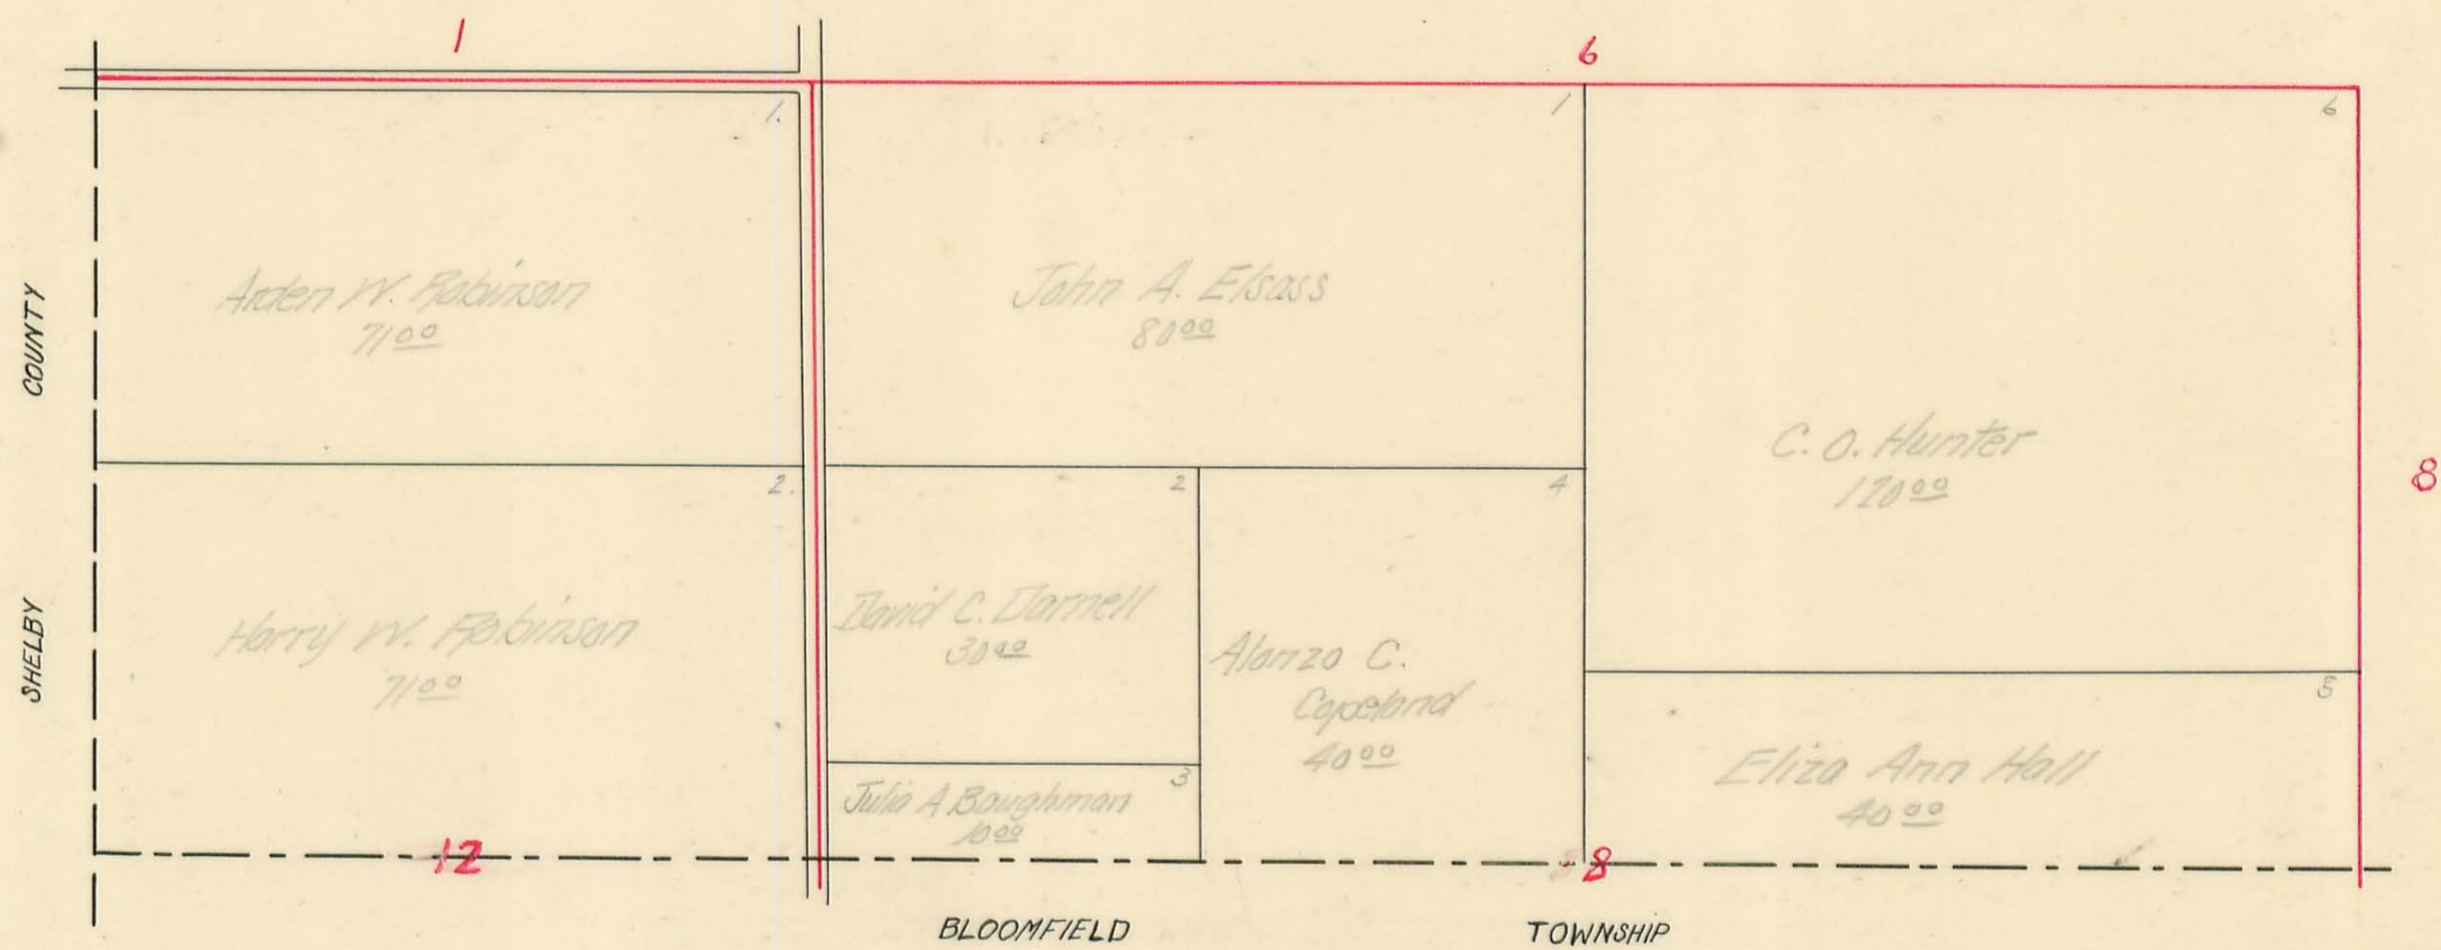 1
6
1.
1
6
Arden W. Robinson
71 00
John A. Elsass
80 00
C. O. Hunter
120 00
8
2.
2
4
David C. Darnell
30 00
Harry W. Robinson
71 00
Alonzo C.
Copeland
40 00
5
3
Julia A Baughman
10 00
Eliza Ann Hall
40 00
12
8
SHELBY COUNTY
BLOOMFIELD TOWNSHIP